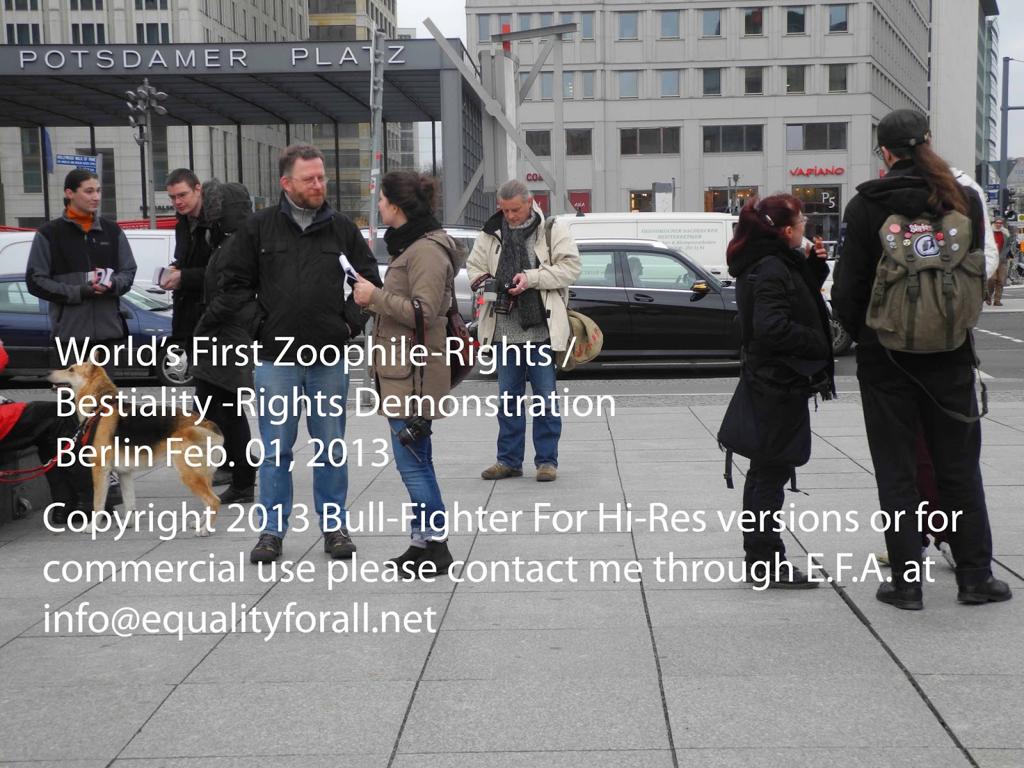 POTSDAMER PLATZ
VAPIANO
P5
World's First Zoophile-Rights /
Bestiality -Rights Demonstration
Berlin Feb. 01, 2013
Copyright 2013 Bull-Fighter For Hi-Res versions or for
commercial use please contact me through E.F.A. at
info@equalityforall.net